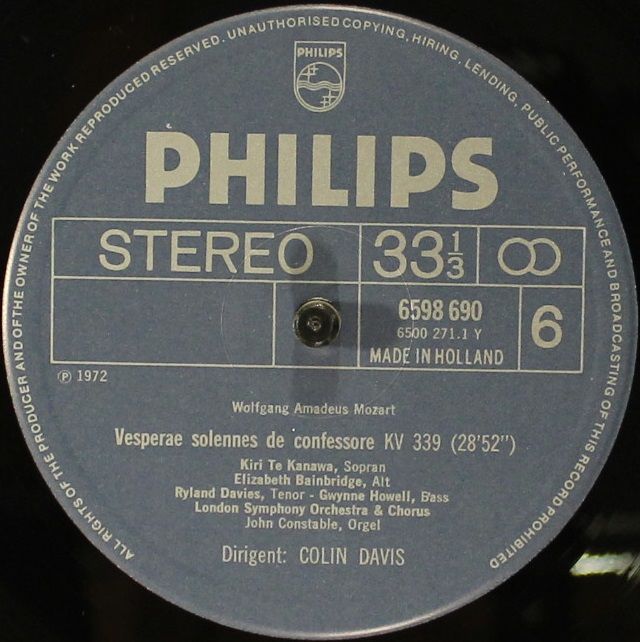 ALL RIGHTS OF THE PRODUCER AND OF THE OWNER OF THE WORK REPRODUCED RESERVED. UNAUTHORISED COPYING, HIRING, LENDING, PUBLIC PERFORMANCE AND BROADCASTING OF THIS RECORD PROHIBITED
PHILIPS
PHILIPS
STEREO 33 1/3
6598 690
6500 271.1 Y
MADE IN HOLLAND
6
℗ 1972
Wolfgang Amadeus Mozart
Vesperae solennes de confessore KV 339 (28'52")
Kiri Te Kanawa, Sopran
Elizabeth Bainbridge, Alt
Ryland Davies, Tenor - Gwynne Howell, Bass
London Symphony Orchestra & Chorus
John Constable, Orgel
Dirigent: COLIN DAVIS